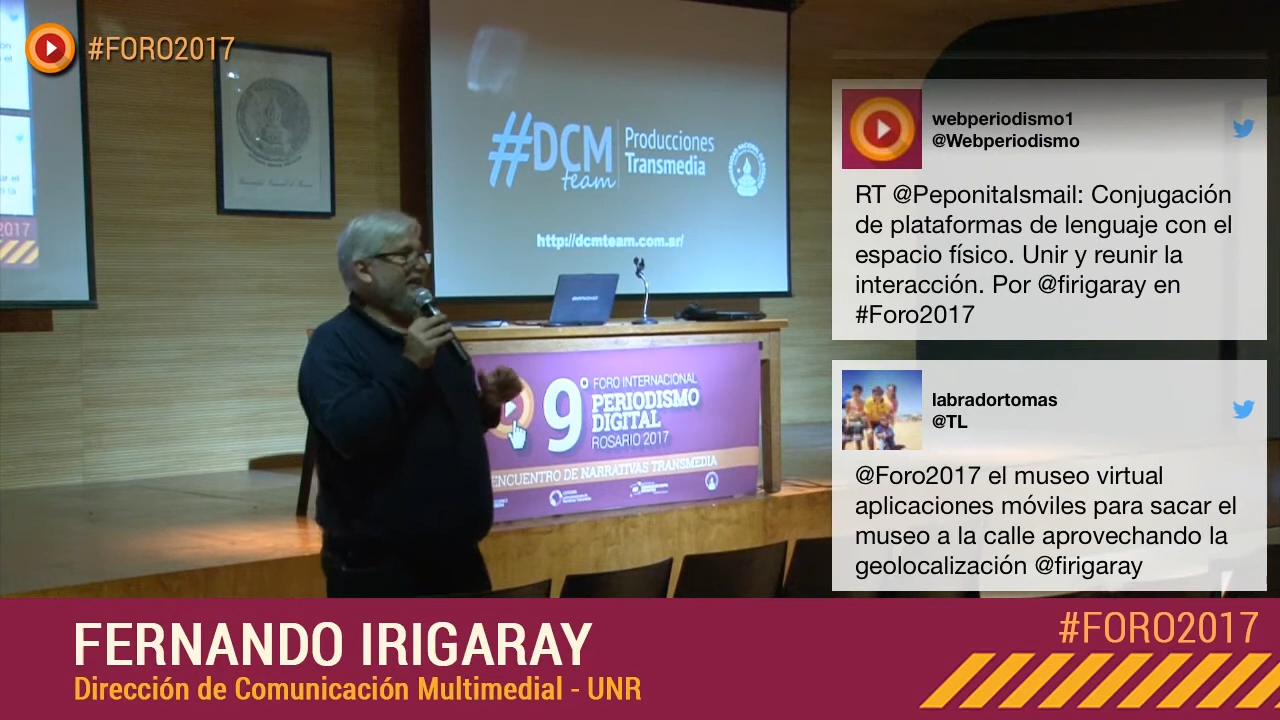 #FORO2017
#DCM
team
Producciones
Transmedia
http://dcmteam.com.ar/
9°
FORO INTERNACIONAL
PERIODISMO
DIGITAL
ROSARIO 2017
ENCUENTRO DE NARRATIVAS TRANSMEDIA
webperiodismo1
@Webperiodismo
RT @PeponitaIsmail: Conjugación
de plataformas de lenguaje con el
espacio físico. Unir y reunir la
interacción. Por @firigaray en
#Foro2017
labradortomas
@TL
@Foro2017 el museo virtual
aplicaciones móviles para sacar el
museo a la calle aprovechando la
geolocalización @firigaray
FERNANDO IRIGARAY
Dirección de Comunicación Multimedial - UNR
#FORO2017